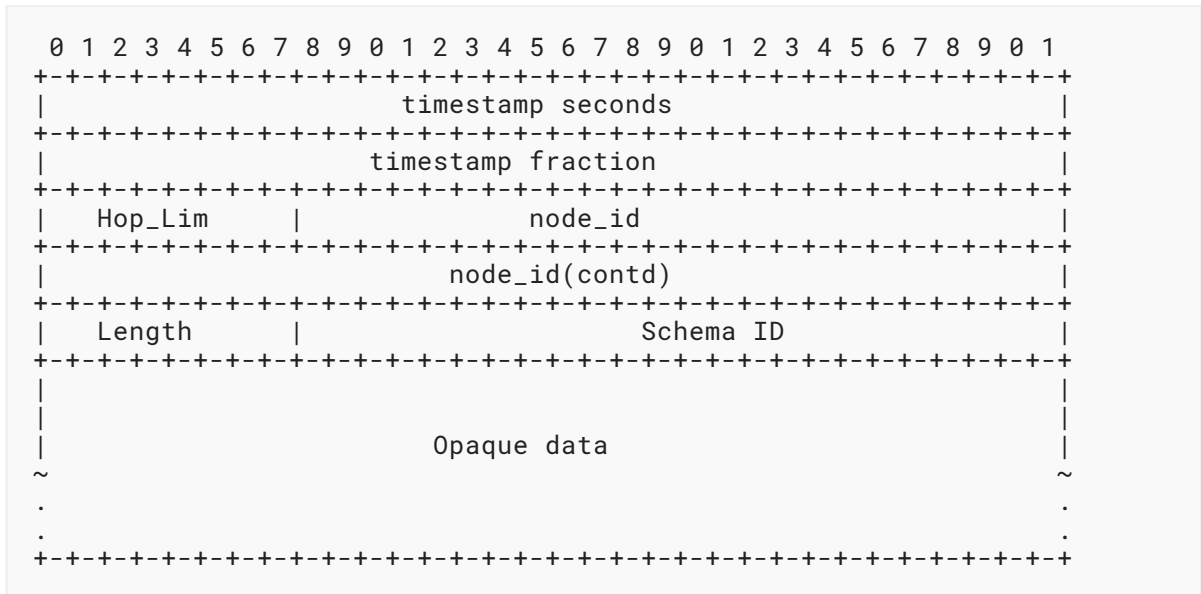 0 1 2 3 4 5 6 7 8 9 0 1 2 3 4 5 6 7 8 9 0 1 2 3 4 5 6 7 8 9 0 1
+-+-+-+-+-+-+-+-+-+-+-+-+-+-+-+-+-+-+-+-+-+-+-+-+-+-+-+-+-+-+-+-+
|                       timestamp seconds                       |
+-+-+-+-+-+-+-+-+-+-+-+-+-+-+-+-+-+-+-+-+-+-+-+-+-+-+-+-+-+-+-+-+
|                     timestamp fraction                        |
+-+-+-+-+-+-+-+-+-+-+-+-+-+-+-+-+-+-+-+-+-+-+-+-+-+-+-+-+-+-+-+-+
|   Hop_Lim     |              node_id                          |
+-+-+-+-+-+-+-+-+-+-+-+-+-+-+-+-+-+-+-+-+-+-+-+-+-+-+-+-+-+-+-+-+
|                         node_id(contd)                        |
+-+-+-+-+-+-+-+-+-+-+-+-+-+-+-+-+-+-+-+-+-+-+-+-+-+-+-+-+-+-+-+-+
|   Length      |                     Schema ID                 |
+-+-+-+-+-+-+-+-+-+-+-+-+-+-+-+-+-+-+-+-+-+-+-+-+-+-+-+-+-+-+-+-+
|                                                               |
|                                                               |
|                        Opaque data                            |
~                                                               ~
.                                                               .
.                                                               .
+-+-+-+-+-+-+-+-+-+-+-+-+-+-+-+-+-+-+-+-+-+-+-+-+-+-+-+-+-+-+-+-+